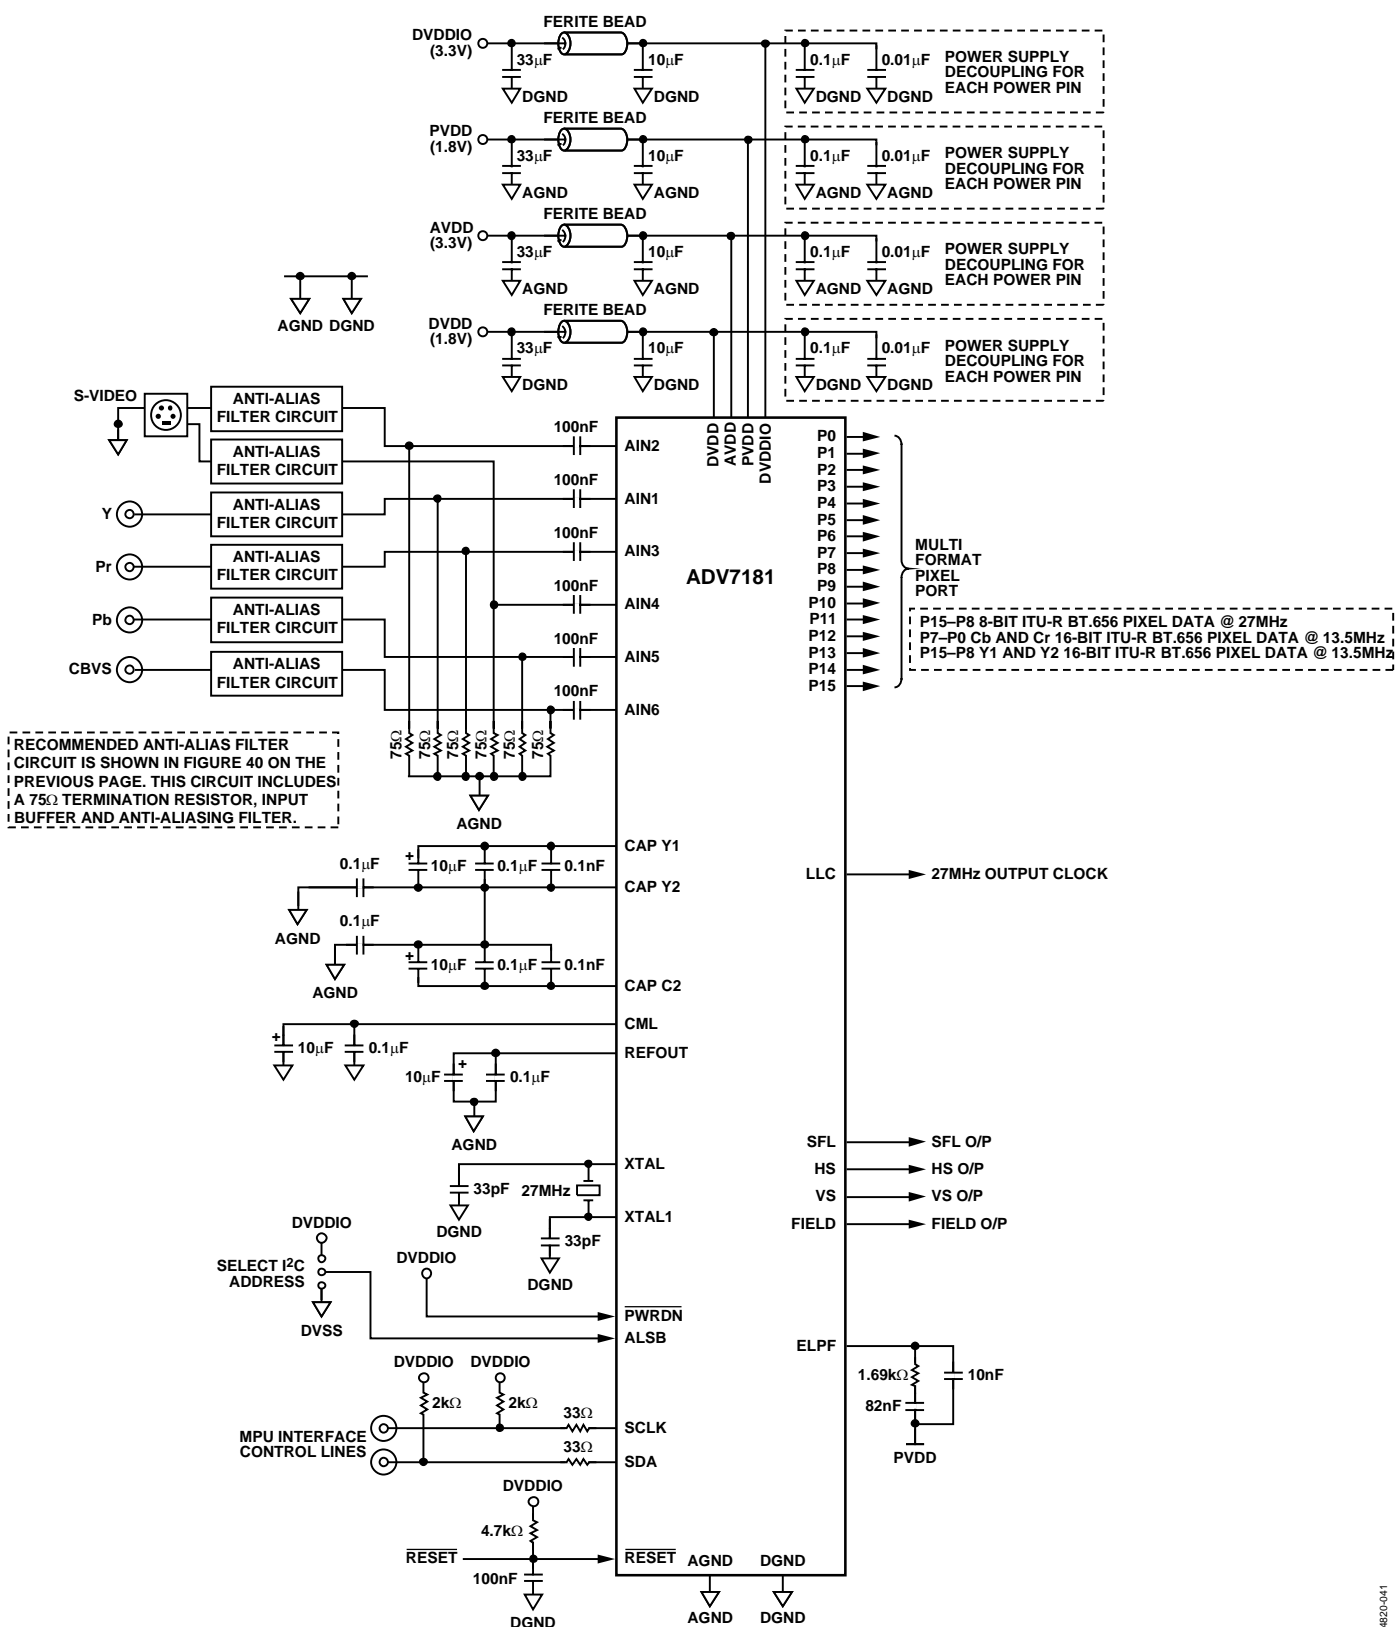 FERITE BEAD
DVDDIO
(3.3V)
33μF
10μF
0.1μF
0.01μF
POWER SUPPLY
DECOUPLING FOR
EACH POWER PIN
DGND
DGND
DGND
DGND
FERITE BEAD
PVDD
(1.8V)
33μF
10μF
0.1μF
0.01μF
POWER SUPPLY
DECOUPLING FOR
EACH POWER PIN
AGND
AGND
AGND
AGND
FERITE BEAD
AVDD
(3.3V)
33μF
10μF
0.1μF
0.01μF
POWER SUPPLY
DECOUPLING FOR
EACH POWER PIN
AGND
AGND
AGND
AGND
AGND DGND
FERITE BEAD
DVDD
(1.8V)
33μF
10μF
0.1μF
0.01μF
POWER SUPPLY
DECOUPLING FOR
EACH POWER PIN
DGND
DGND
DGND
DGND
S-VIDEO
ANTI-ALIAS
FILTER CIRCUIT
ANTI-ALIAS
FILTER CIRCUIT
Y
ANTI-ALIAS
FILTER CIRCUIT
Pr
ANTI-ALIAS
FILTER CIRCUIT
Pb
ANTI-ALIAS
FILTER CIRCUIT
CBVS
ANTI-ALIAS
FILTER CIRCUIT
100nF
AIN2
100nF
AIN1
100nF
AIN3
100nF
AIN4
100nF
AIN5
100nF
AIN6
75Ω
75Ω
75Ω
75Ω
75Ω
75Ω
AGND
DVDD
AVDD
PVDD
DVDDIO
ADV7181
P0
P1
P2
P3
P4
P5
P6
P7
P8
P9
P10
P11
P12
P13
P14
P15
MULTI
FORMAT
PIXEL
PORT
P15–P8 8-BIT ITU-R BT.656 PIXEL DATA @ 27MHz
P7–P0 Cb AND Cr 16-BIT ITU-R BT.656 PIXEL DATA @ 13.5MHz
P15–P8 Y1 AND Y2 16-BIT ITU-R BT.656 PIXEL DATA @ 13.5MHz
RECOMMENDED ANTI-ALIAS FILTER
CIRCUIT IS SHOWN IN FIGURE 40 ON THE
PREVIOUS PAGE. THIS CIRCUIT INCLUDES
A 75Ω TERMINATION RESISTOR, INPUT
BUFFER AND ANTI-ALIASING FILTER.
CAP Y1
0.1μF
+
10μF
0.1μF
0.1nF
CAP Y2
AGND
0.1μF
+
10μF
0.1μF
0.1nF
AGND
CAP C2
LLC
27MHz OUTPUT CLOCK
CML
+
10μF
0.1μF
REFOUT
10μF
+
0.1μF
AGND
XTAL
33pF
27MHz
DGND
XTAL1
33pF
DGND
SFL
SFL O/P
HS
HS O/P
VS
VS O/P
FIELD
FIELD O/P
DVDDIO
SELECT I²C
ADDRESS
DVSS
DVDDIO
PWRDN
ALSB
ELPF
1.69kΩ
10nF
82nF
PVDD
DVDDIO
DVDDIO
2kΩ
2kΩ
MPU INTERFACE
CONTROL LINES
33Ω
SCLK
33Ω
SDA
DVDDIO
4.7kΩ
RESET
RESET
100nF
DGND
AGND
DGND
AGND
DGND
4820-041